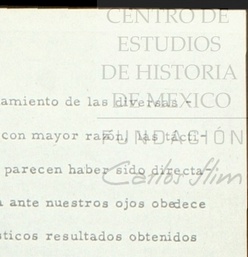 CENTRO DE
ESTUDIOS
DE HISTORIA
DE MEXICO
FUNDACIÓN
Carlos Slim
amiento de las diversas -
con mayor razón, las tácti-
parecen haber sido directa-
a ante nuestros ojos obedece
sticos resultados obtenidos